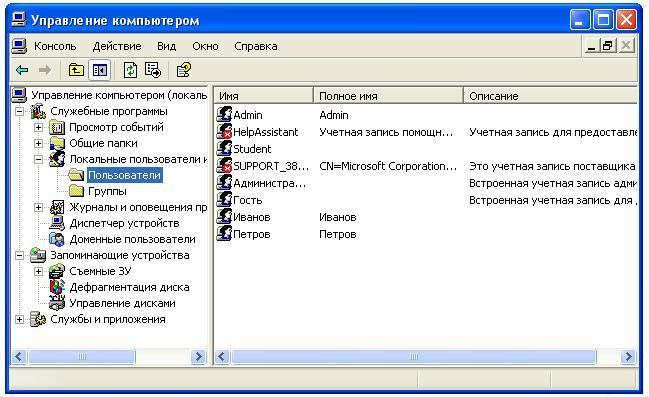 Управление компьютером
Консоль Действие Вид Окно Справка
Управление компьютером (локаль
Служебные программы
Просмотр событий
Общие папки
Локальные пользователи и
Пользователи
Группы
Журналы и оповещения пр
Диспетчер устройств
Доменные пользователи
Запоминающие устройства
Съемные ЗУ
Дефрагментация диска
Управление дисками
Службы и приложения
Имя Полное имя Описание
Admin Admin
HelpAssistant Учетная запись помощн... Учетная запись для предоставле
Student
SUPPORT_38... CN=Microsoft Corporation... Это учетная запись поставщика
Администра... Встроенная учетная запись адми
Гость Встроенная учетная запись для
Иванов Иванов
Петров Петров